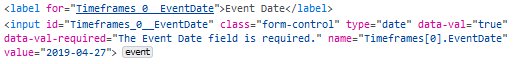 <label for="Timeframes_0__EventDate">Event Date</label>
<input id="Timeframes_0__EventDate" class="form-control" type="date" data-val="true"
data-val-required="The Event Date field is required." name="Timeframes[0].EventDate"
value="2019-04-27"> event